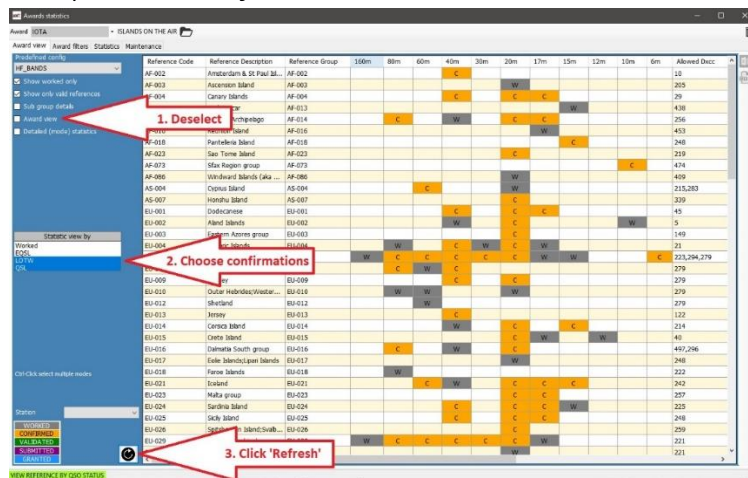 Awards statistics
Award IOTA - ISLANDS ON THE AIR
Award view Award filters Statistics Maintenance
Predefined config
HF_BANDS
Show worked only
Show only valid references
Sub group details
Award view
Detailed (mode) statistics
1. Deselect
Statistic view by
Worked
EQSL
LOTW
QSL
2. Choose confirmations
Ctrl-Click select multiple modes
Station
WORKED
CONFIRMED
VALIDATED
SUBMITTED
GRANTED
3. Click 'Refresh'
VIEW REFERENCE BY QSO STATUS
Reference Code Reference Description Reference Group 160m 80m 60m 40m 30m 20m 17m 15m 12m 10m 6m Allowed Dxcc
AF-002 Amsterdam & St Paul Isl... AF-002 C 10
AF-003 Ascension Island AF-003 W 205
AF-004 Canary Islands AF-004 C C C 29
AF-013 W 438
Archipelago AF-014 C W C C 256
Reunion Island AF-016 W 453
AF-018 Pantelleria Island AF-018 C 248
AF-023 Sao Tome Island AF-023 C 219
AF-073 Sfax Region group AF-073 C 474
AF-086 Windward Islands (aka ... AF-086 W 409
AS-004 Cyprus Island AS-004 C W 215,283
AS-007 Honshu Island AS-007 C 339
EU-001 Dodecanese EU-001 C C C 45
EU-002 Aland Islands EU-002 W C W 5
EU-003 Eastern Azores group EU-003 C 149
EU-004 Islands EU-004 W C W C W 21
W C C C C C W W C 223,294,279
C W C 279
EU-009 EU-009 C C 279
EU-010 Outer Hebrides;Wester... EU-010 W W W 279
EU-012 Shetland EU-012 W 279
EU-013 Jersey EU-013 C 122
EU-014 Corsica Island EU-014 W C C 214
EU-015 Crete Island EU-015 C W W 40
EU-016 Dalmatia South group EU-016 C W C 497,296
EU-017 Eolie Islands;Lipari Islands EU-017 W 248
EU-018 Faroe Islands EU-018 W 222
EU-021 Iceland EU-021 C W C C C 242
EU-023 Malta group EU-023 C C 257
EU-024 Sardinia Island EU-024 C C C W 225
EU-025 Sicily Island EU-025 C C C 248
EU-026 Island;Svalb... EU-026 C 259
EU-029 W C C C C C W 221
W 221